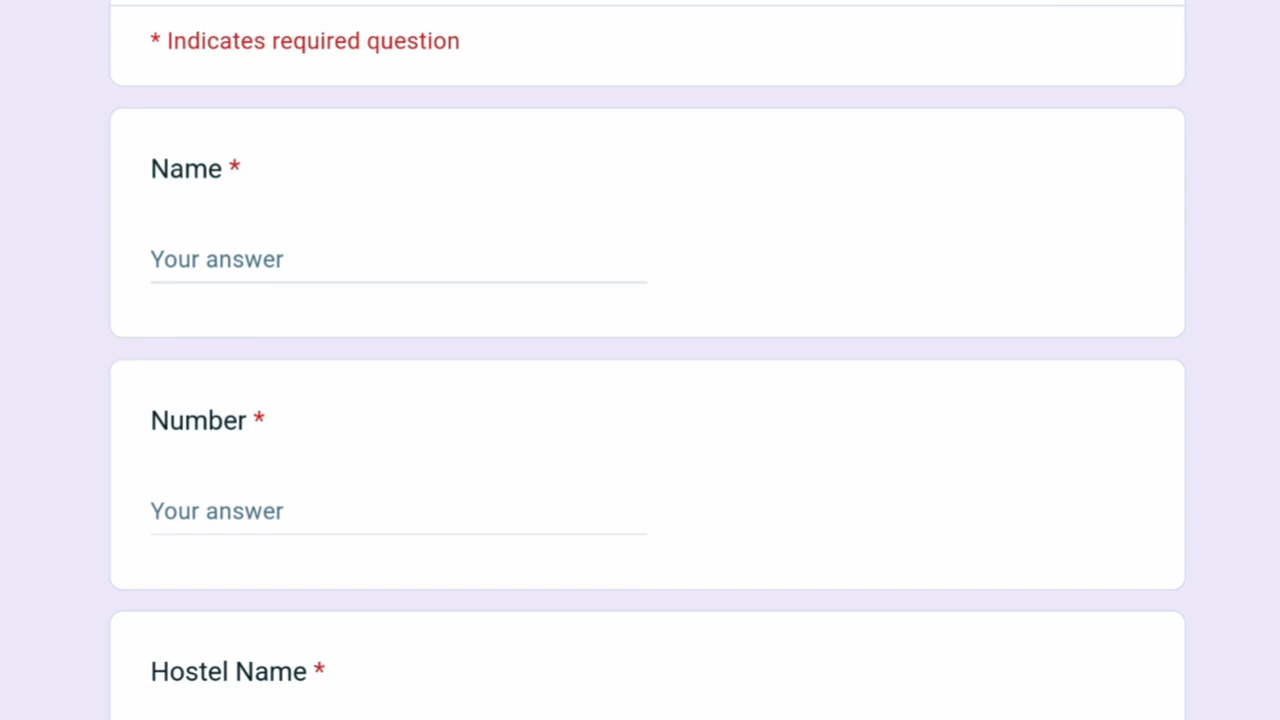 * Indicates required question
Name *
Your answer
Number *
Your answer
Hostel Name *